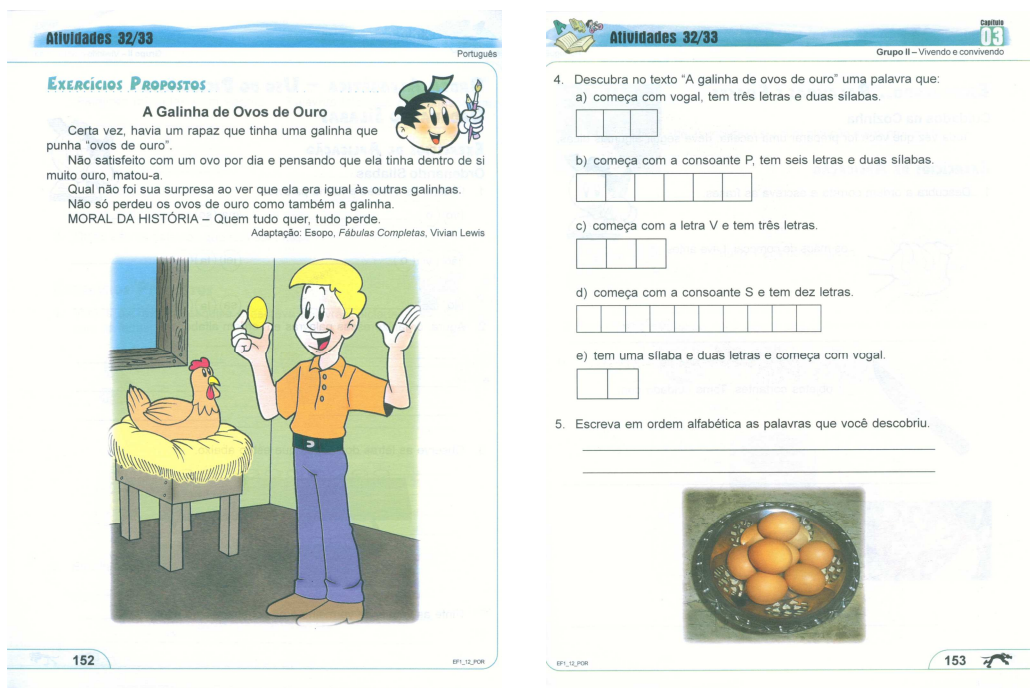 Atividades 32/33
Português
EXERCÍCIOS PROPOSTOS
A Galinha de Ovos de Ouro
Certa vez, havia um rapaz que tinha uma galinha que
punha “ovos de ouro”.
Não satisfeito com um ovo por dia e pensando que ela tinha dentro de si
muito ouro, matou-a.
Qual não foi sua surpresa ao ver que ela era igual às outras galinhas.
Não só perdeu os ovos de ouro como também a galinha.
MORAL DA HISTÓRIA – Quem tudo quer, tudo perde.
Adaptação: Esopo, Fábulas Completas, Vivian Lewis
152
EF1_12_POR
Atividades 32/33
Capítulo
03
Grupo II – Vivendo e convivendo
4. Descubra no texto “A galinha de ovos de ouro” uma palavra que:
a) começa com vogal, tem três letras e duas sílabas.
b) começa com a consoante P, tem seis letras e duas sílabas.
c) começa com a letra V e tem três letras.
d) começa com a consoante S e tem dez letras.
e) tem uma sílaba e duas letras e começa com vogal.
5. Escreva em ordem alfabética as palavras que você descobriu.
EF1_12_POR
153